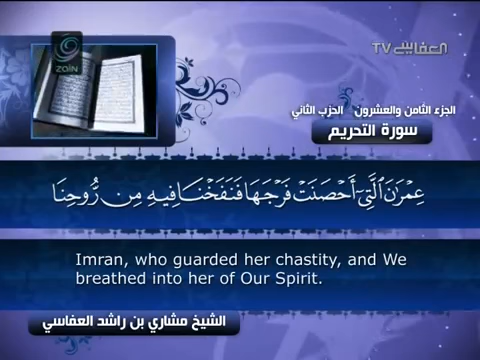 ZaiN
العفاسي TV
الجزء الثامن والعشرون الحزب الثاني
سورة التحريم
عِمْرَٰنَ ٱلَّتِىٓ أَحْصَنَتْ فَرْجَهَا فَنَفَخْنَا فِيهِ مِن رُّوحِنَا
Imran, who guarded her chastity, and We
breathed into her of Our Spirit.
الشيخ مشاري بن راشد العفاسي